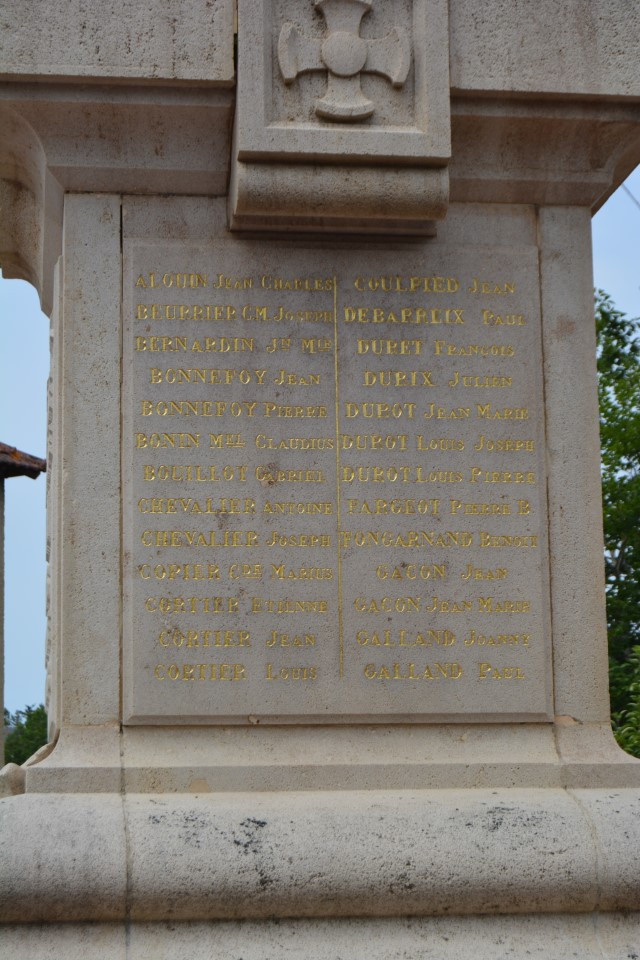 ALOUIN JEAN CHARLES
BEURRIER C.M. JOSEPH
BERNARDIN JN MIE
BONNEFOY JEAN
BONNEFOY PIERRE
BONIN MEL CLAUDIUS
BOUILLOT GABRIEL
CHEVALIER ANTOINE
CHEVALIER JOSEPH
COPIER CRE MARIUS
CORTIER ETIENNE
CORTIER JEAN
CORTIER LOUIS
COULPIED JEAN
DEBARREIX PAUL
DURET FRANÇOIS
DURIX JULIEN
DUROT JEAN MARIE
DUROT LOUIS JOSEPH
DUROT LOUIS PIERRE
FARGEOT PIERRE B.
FONGARNAND BENOIT
GACON JEAN
GACON JEAN MARIE
GALLAND JOANNY
GALLAND PAUL